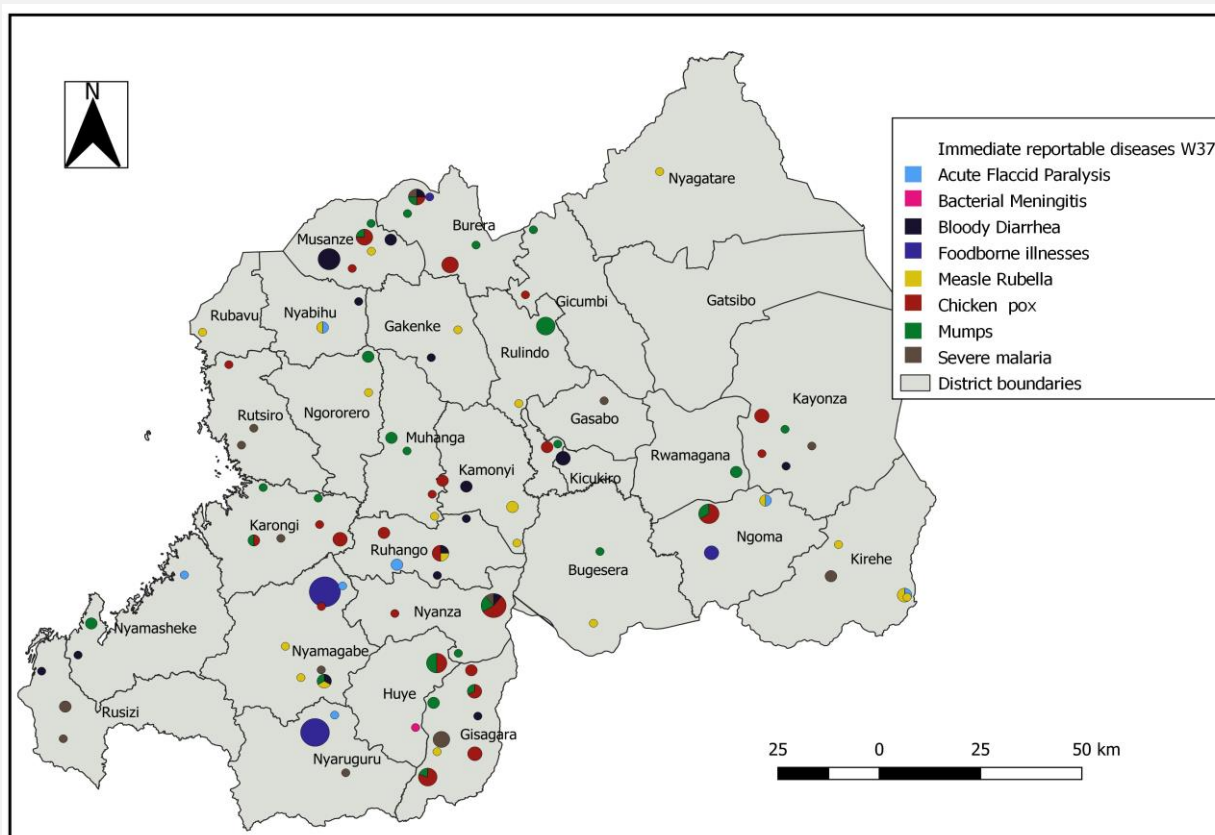 N
Nyagatare
Immediate reportable diseases W37
Acute Flaccid Paralysis
Bacterial Meningitis
Bloody Diarrhea
Foodborne illnesses
Measle Rubella
Chicken pox
Mumps
Severe malaria
District boundaries
Burera
Musanze
Gicumbi
Gatsibo
Rubavu
Nyabihu
Gakenke
Rulindo
Kayonza
Rutsiro
Ngororero
Gasabo
Muhanga
Kamonyi
Rwamagana
Kicukiro
Karongi
Ruhango
Ngoma
Kirehe
Bugesera
Nyamasheke
Nyanza
Nyamagabe
Huye
Rusizi
Gisagara
Nyaruguru
25 0 25 50 km